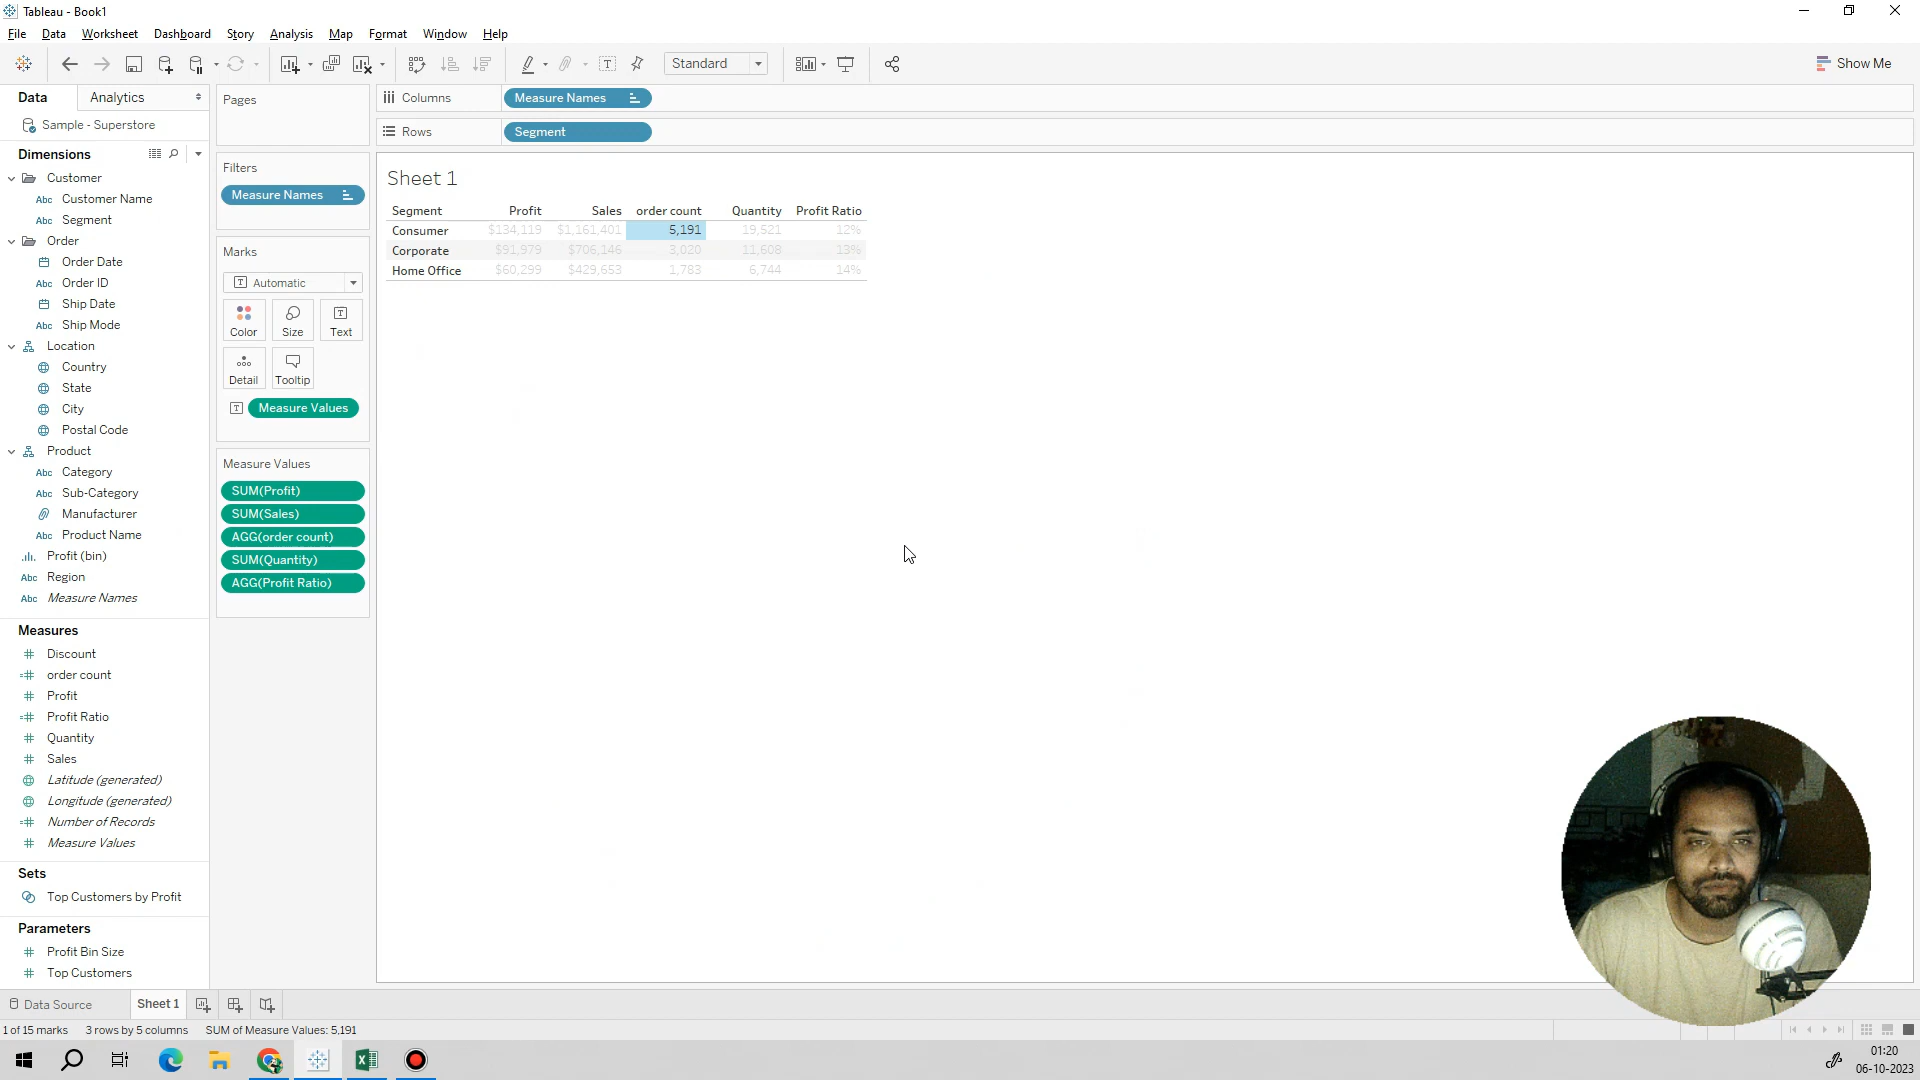 Tableau - Book1
File Data Worksheet Dashboard Story Analysis Map Format Window Help
Standard
Show Me
Data Analytics
Sample - Superstore
Dimensions
Customer
Abc Customer Name
Abc Segment
Order
Order Date
Abc Order ID
Ship Date
Abc Ship Mode
Location
Country
State
City
Postal Code
Product
Abc Category
Abc Sub-Category
Manufacturer
Abc Product Name
Profit (bin)
Abc Region
Abc Measure Names
Measures
# Discount
=# order count
# Profit
=# Profit Ratio
# Quantity
# Sales
Latitude (generated)
Longitude (generated)
=# Number of Records
# Measure Values
Sets
Top Customers by Profit
Parameters
# Profit Bin Size
# Top Customers
Pages
Filters
Measure Names
Marks
T Automatic
Color Size Text
Detail Tooltip
T Measure Values
Measure Values
SUM(Profit)
SUM(Sales)
AGG(order count)
SUM(Quantity)
AGG(Profit Ratio)
Columns Measure Names
Rows Segment
Sheet 1
Segment Profit Sales order count Quantity Profit Ratio
Consumer $134,119 $1,161,401 5,191 19,521 12%
Corporate $91,979 $706,146 3,020 11,608 13%
Home Office $60,299 $429,653 1,783 6,744 14%
Data Source Sheet 1
1 of 15 marks 3 rows by 5 columns SUM of Measure Values: 5,191
01:20
06-10-2023